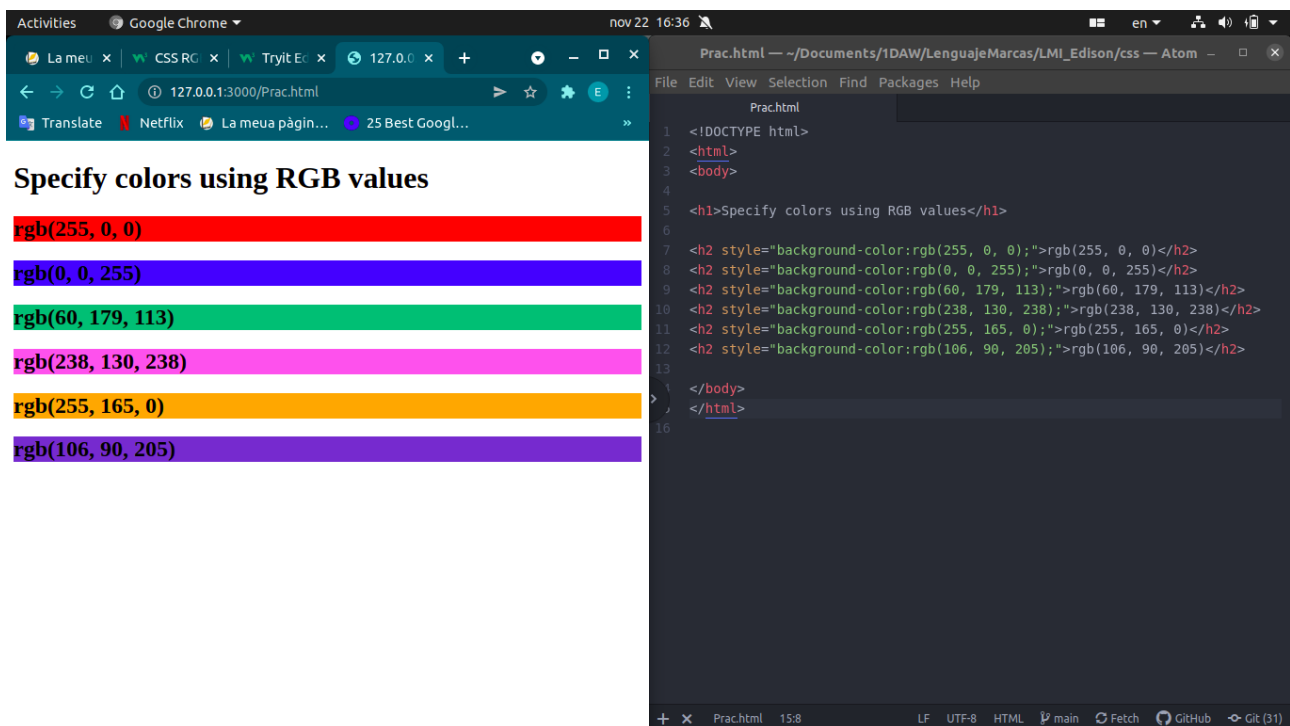 Activities Google Chrome nov 22 16:36 en
La meu CSS RG Tryit Ed 127.0.0
127.0.0.1:3000/Prac.html E
Translate Netflix La meua pàgin... 25 Best Googl... »
Specify colors using RGB values
rgb(255, 0, 0)
rgb(0, 0, 255)
rgb(60, 179, 113)
rgb(238, 130, 238)
rgb(255, 165, 0)
rgb(106, 90, 205)
Prac.html — ~/Documents/1DAW/LenguajeMarcas/LMI_Edison/css — Atom
File Edit View Selection Find Packages Help
Prac.html
1 <!DOCTYPE html>
2 <html>
3 <body>
4
5 <h1>Specify colors using RGB values</h1>
6
7 <h2 style="background-color:rgb(255, 0, 0);">rgb(255, 0, 0)</h2>
8 <h2 style="background-color:rgb(0, 0, 255);">rgb(0, 0, 255)</h2>
9 <h2 style="background-color:rgb(60, 179, 113);">rgb(60, 179, 113)</h2>
10 <h2 style="background-color:rgb(238, 130, 238);">rgb(238, 130, 238)</h2>
11 <h2 style="background-color:rgb(255, 165, 0);">rgb(255, 165, 0)</h2>
12 <h2 style="background-color:rgb(106, 90, 205);">rgb(106, 90, 205)</h2>
13
</body>
</html>
16
Prac.html 15:8 LF UTF-8 HTML main Fetch GitHub Git (31)